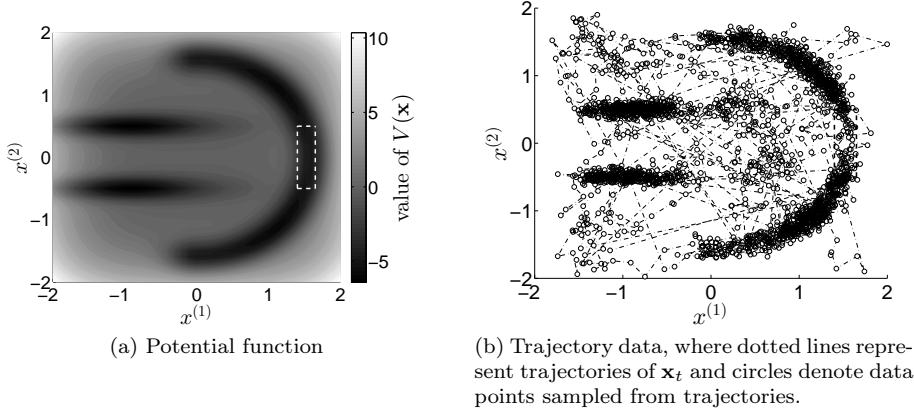 2
1
0
−1
−2
−2
−1
0
1
2
x^{(2)}
x^{(1)}
10
5
0
−5
value of V(x)
(a) Potential function
2
1
0
−1
−2
−2
−1
0
1
2
x^{(2)}
x^{(1)}
(b) Trajectory data, where dotted lines repre-
sent trajectories of x_t and circles denote data
points sampled from trajectories.